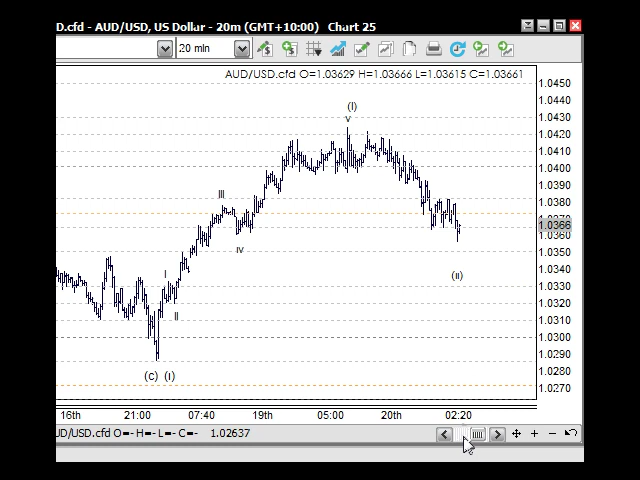 D.cfd - AUD/USD, US Dollar - 20m (GMT+10:00) Chart 25
20 min
AUD/USD.cfd O=1.03629 H=1.03666 L=1.03615 C=1.03661
1.0450
1.0440
(I)
1.0430
v
1.0420
1.0410
1.0400
1.0390
III
1.0380
1.0370
1.0366
1.0360
iv
1.0350
1.0340
I
(ii)
1.0330
1.0320
II
1.0310
1.0300
1.0290
(c) (i)
1.0280
1.0270
16th 21:00 07:40 19th 05:00 20th 02:20
UD/USD.cfd O=- H=- L=- C=- 1.02637